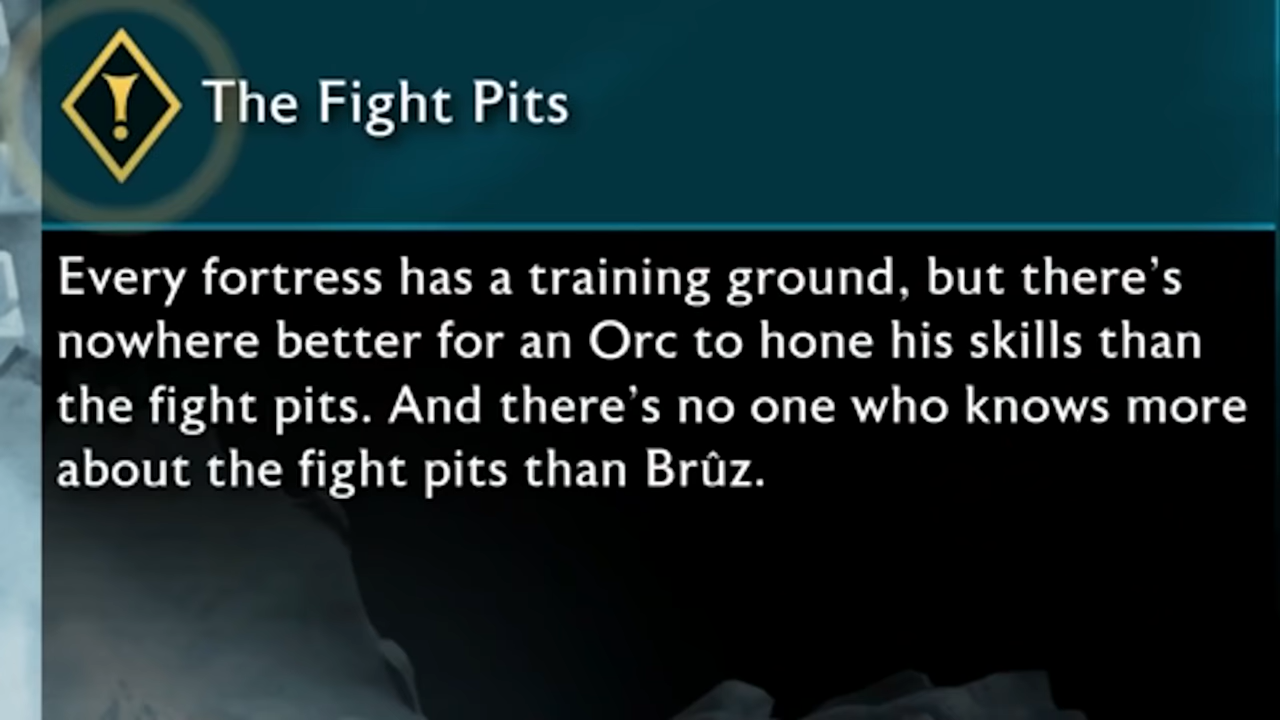 The Fight Pits
Every fortress has a training ground, but there's
nowhere better for an Orc to hone his skills than
the fight pits. And there's no one who knows more
about the fight pits than Brûz.